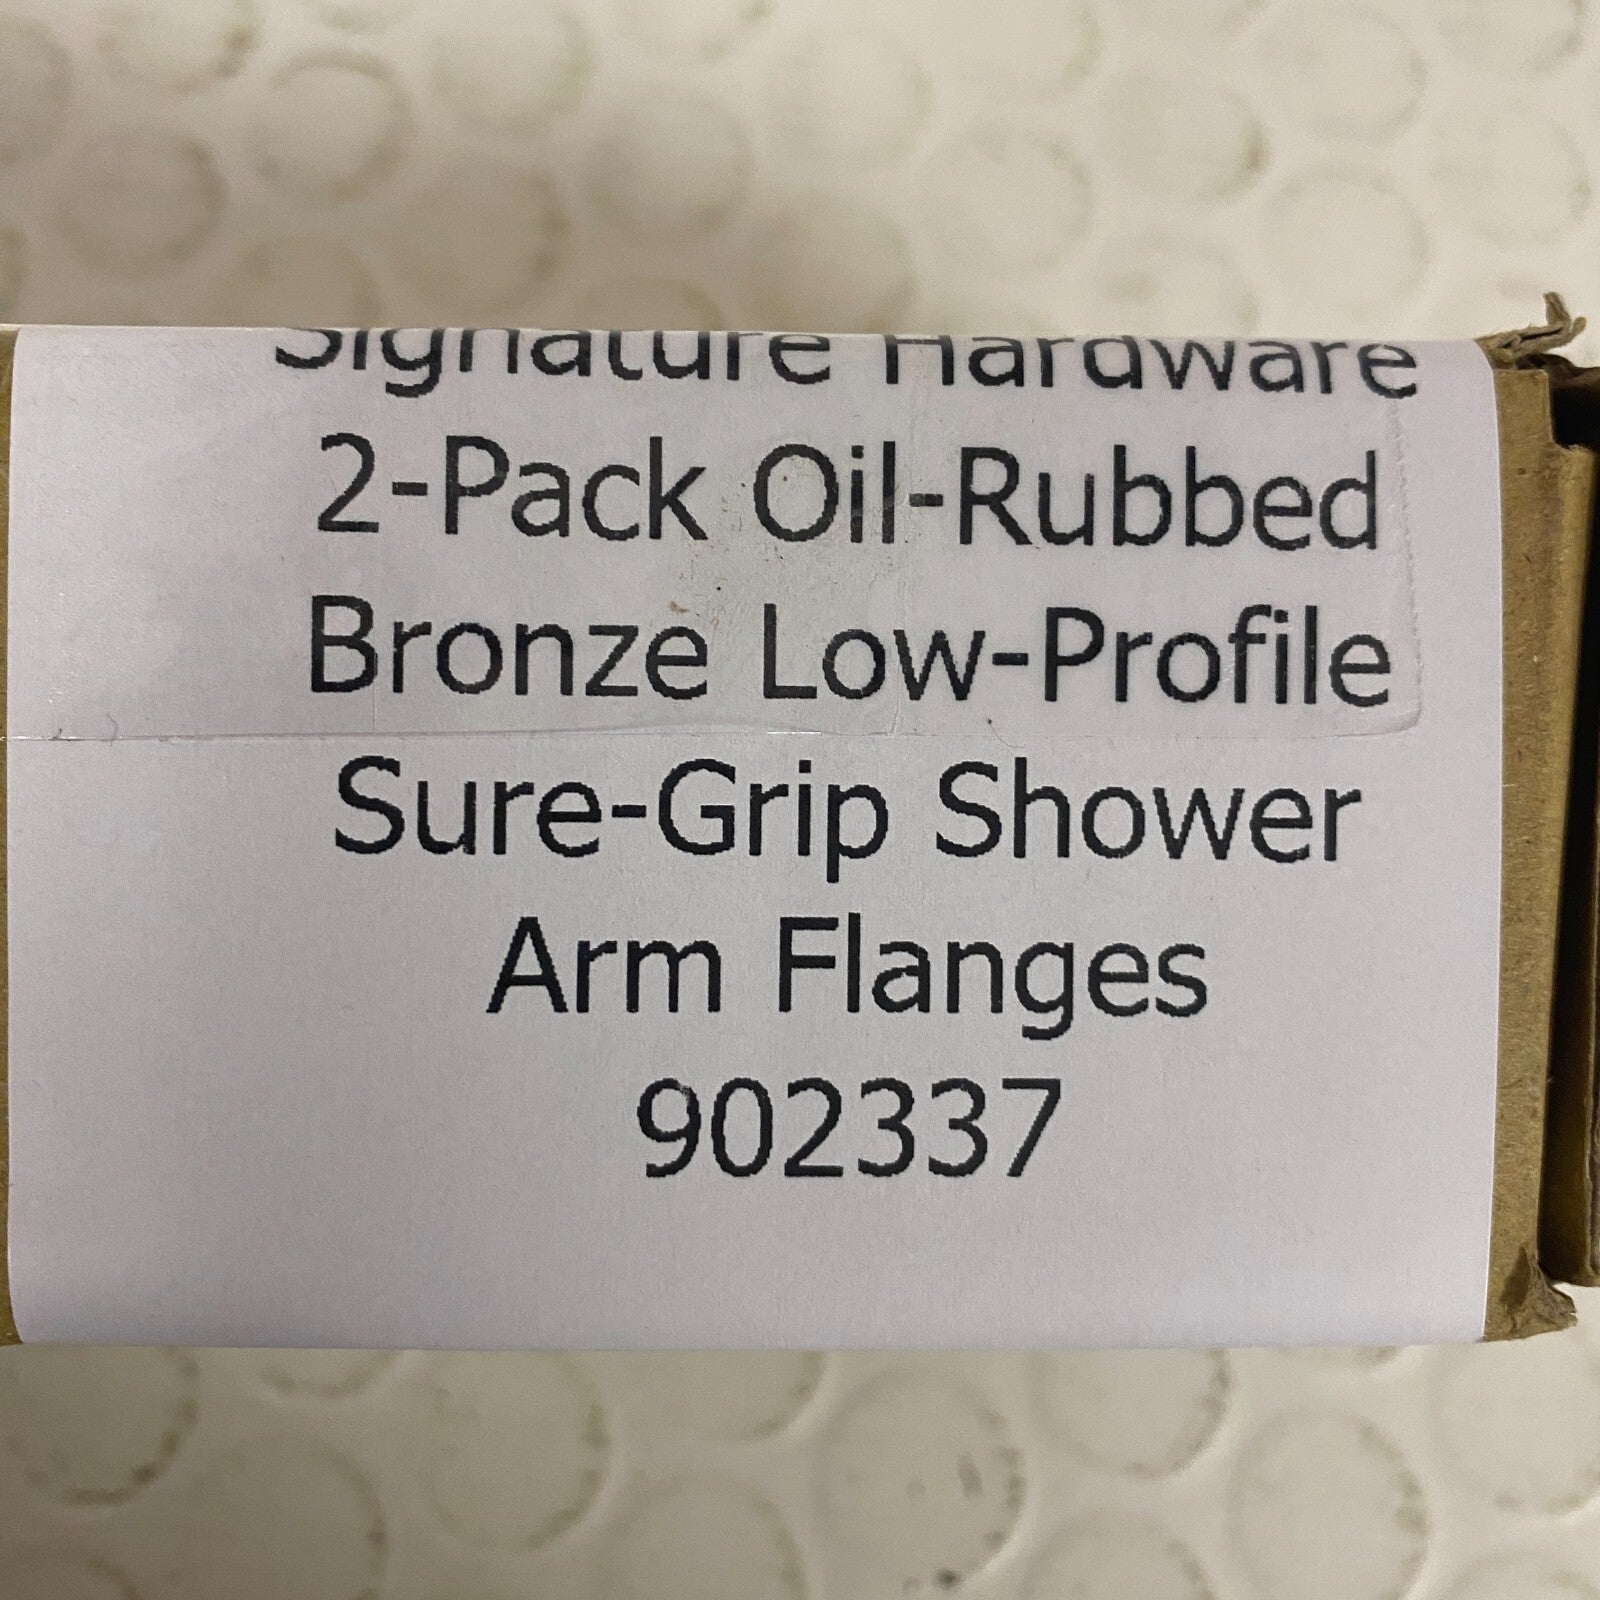 Signature Hardware
2-Pack Oil-Rubbed
Bronze Low-Profile
Sure-Grip Shower
Arm Flanges
902337